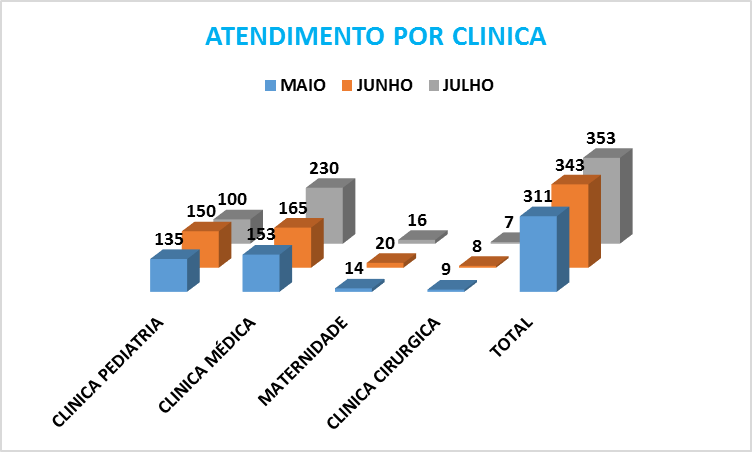 ATENDIMENTO POR CLINICA
MAIO JUNHO JULHO
135 150 100
153 165 230
14 20 16
9 8 7
311 343 353
CLINICA PEDIATRIA
CLINICA MÉDICA
MATERNIDADE
CLINICA CIRURGICA
TOTAL